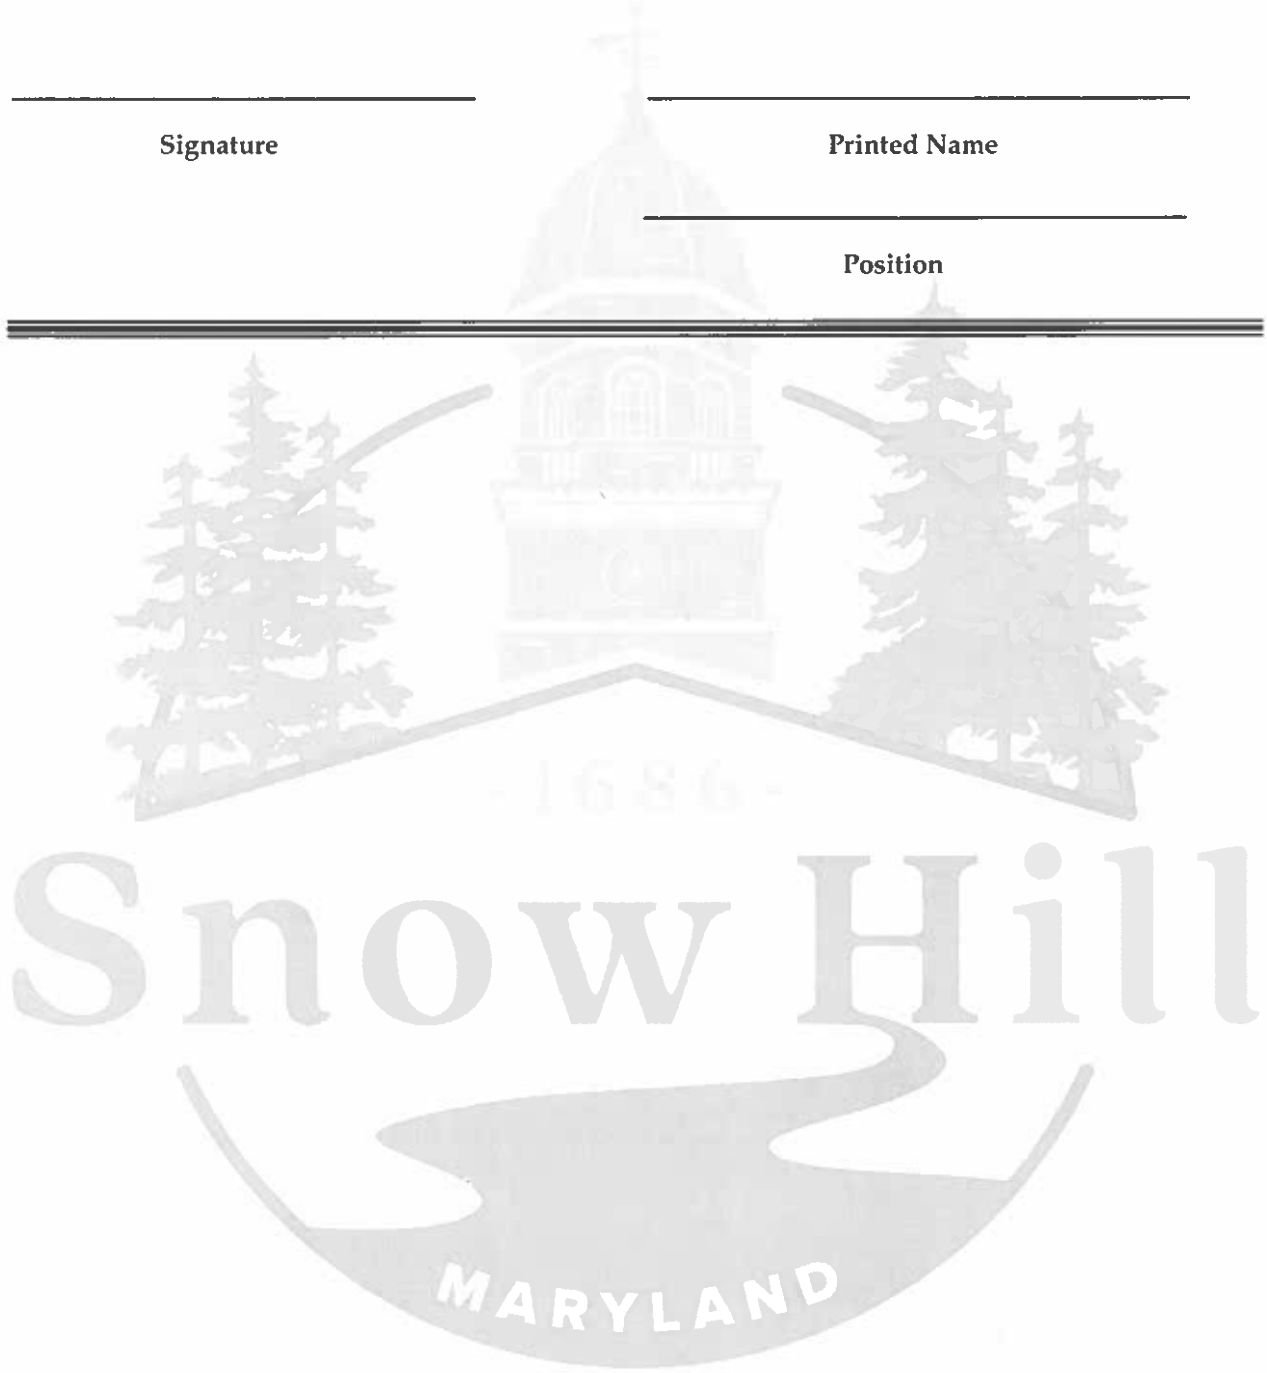 Signature Printed Name
Position
- 1686 -
Snow Hill
MARYLAND